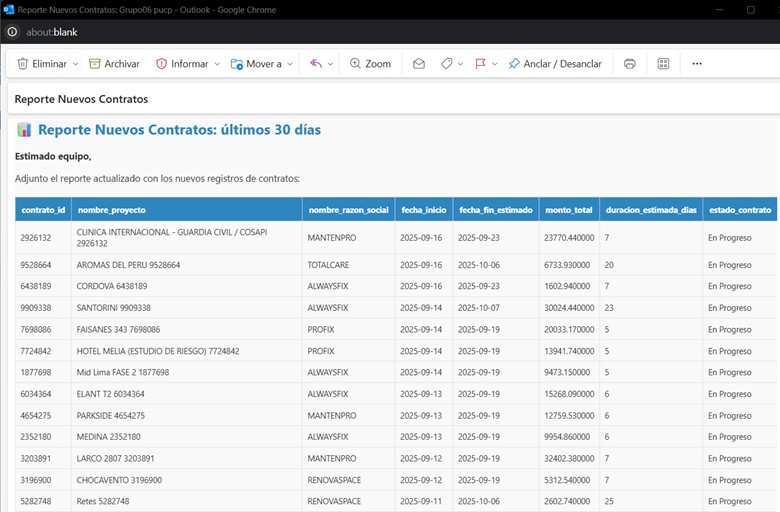 Reporte Nuevos Contratos: Grupo06 pucp - Outlook - Google Chrome
about:blank
Eliminar Archivar Informar Mover a Zoom Anclar / Desanclar
Reporte Nuevos Contratos
Reporte Nuevos Contratos: últimos 30 días
Estimado equipo,
Adjunto el reporte actualizado con los nuevos registros de contratos:
contrato_id nombre_proyecto nombre_razon_social fecha_inicio fecha_fin_estimado monto_total duracion_estimada_dias estado_contrato
2926132 CLINICA INTERNACIONAL - GUARDIA CIVIL / COSAPI 2926132 MANTENPRO 2025-09-16 2025-09-23 23770.440000 7 En Progreso
9528664 AROMAS DEL PERU 9528664 TOTALCARE 2025-09-16 2025-10-06 6733.930000 20 En Progreso
6438189 CORDOVA 6438189 ALWAYSFIX 2025-09-16 2025-09-23 1602.940000 7 En Progreso
9909338 SANTORINI 9909338 ALWAYSFIX 2025-09-14 2025-10-07 30024.440000 23 En Progreso
7698086 FAISANES 343 7698086 PROFIX 2025-09-14 2025-09-19 20033.170000 5 En Progreso
7724842 HOTEL MELIA (ESTUDIO DE RIESGO) 7724842 PROFIX 2025-09-14 2025-09-19 13941.740000 5 En Progreso
1877698 Mid Lima FASE 2 1877698 ALWAYSFIX 2025-09-14 2025-09-19 9473.150000 5 En Progreso
6034364 ELANT T2 6034364 ALWAYSFIX 2025-09-13 2025-09-19 15268.090000 6 En Progreso
4654275 PARKSIDE 4654275 MANTENPRO 2025-09-13 2025-09-19 12759.530000 6 En Progreso
2352180 MEDINA 2352180 ALWAYSFIX 2025-09-13 2025-09-19 9954.860000 6 En Progreso
3203891 LARCO 2807 3203891 MANTENPRO 2025-09-12 2025-09-19 32402.380000 7 En Progreso
3196900 CHOCAVENTO 3196900 RENOVASPACE 2025-09-12 2025-09-19 5312.540000 7 En Progreso
5282748 Retes 5282748 RENOVASPACE 2025-09-11 2025-10-06 2602.740000 25 En Progreso